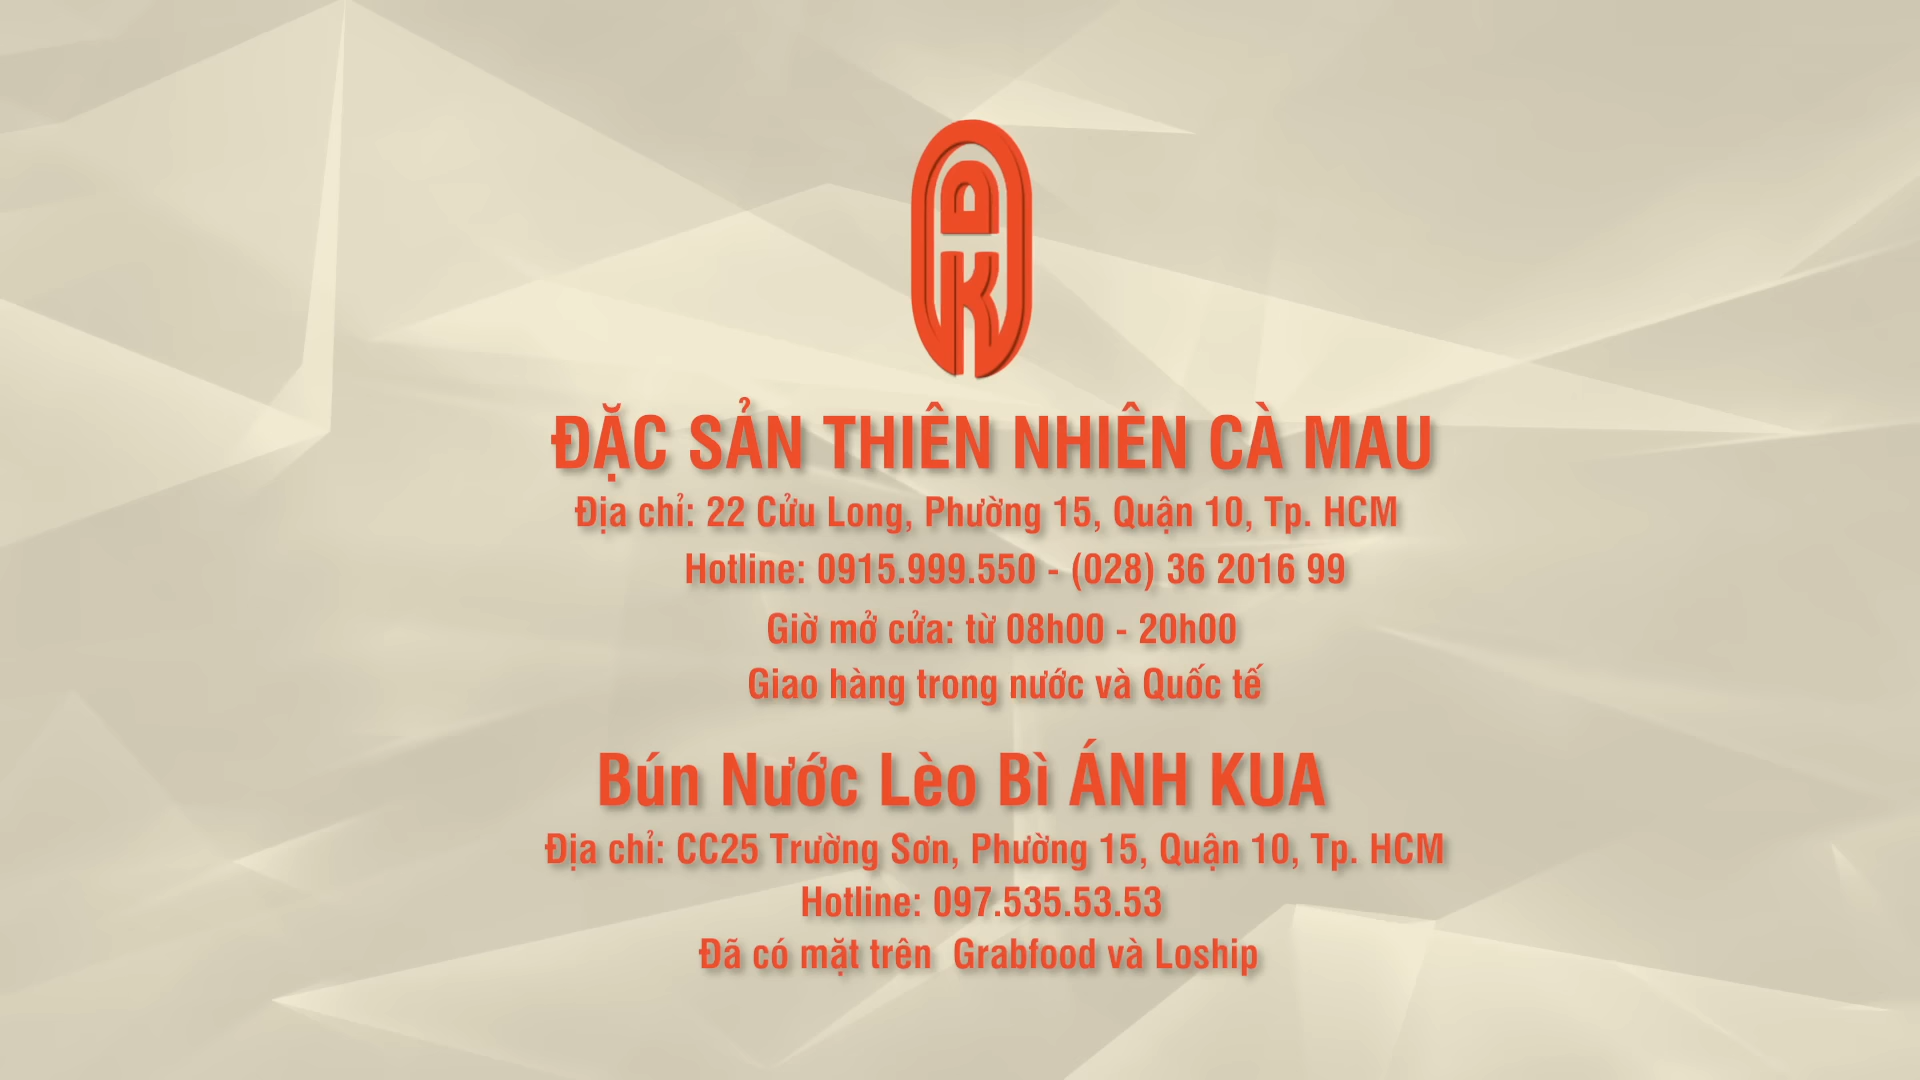 AK
ĐẶC SẢN THIÊN NHIÊN CÀ MAU
Địa chỉ: 22 Cửu Long, Phường 15, Quận 10, Tp. HCM
Hotline: 0915.999.550 - (028) 36 2016 99
Giờ mở cửa: từ 08h00 - 20h00
Giao hàng trong nước và Quốc tế
Bún Nước Lèo Bì ÁNH KUA
Địa chỉ: CC25 Trường Sơn, Phường 15, Quận 10, Tp. HCM
Hotline: 097.535.53.53
Đã có mặt trên Grabfood và Loship